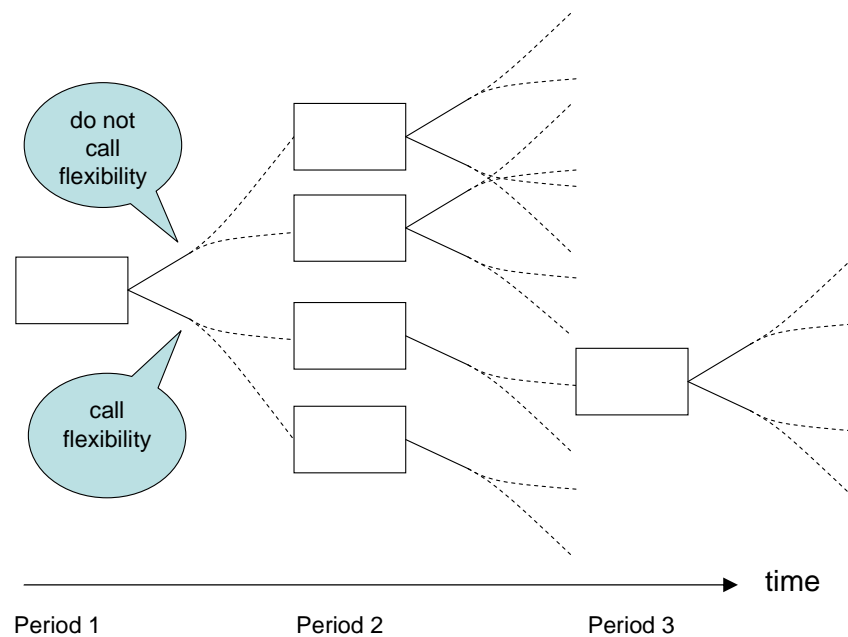 do not
call
flexibility
call
flexibility
time
Period 1
Period 2
Period 3